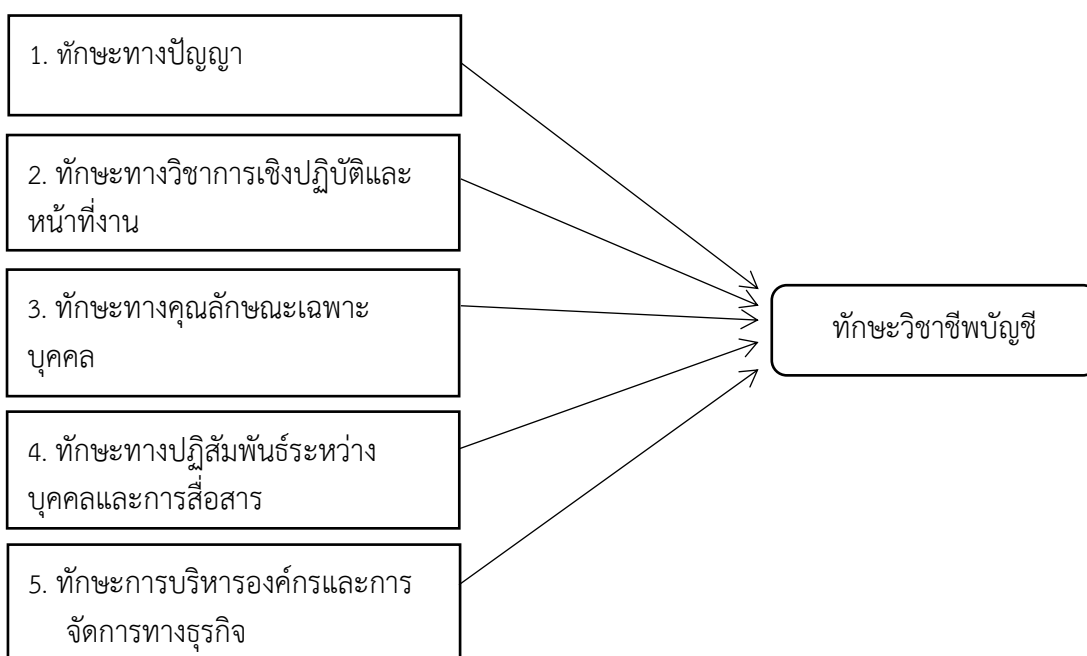 1. ทักษะทางปัญญา
2. ทักษะทางวิชาการเชิงปฏิบัติและ
หน้าที่งาน
3. ทักษะทางคุณลักษณะเฉพาะ
บุคคล
4. ทักษะทางปฏิสัมพันธ์ระหว่าง
บุคคลและการสื่อสาร
5. ทักษะการบริหารองค์กรและการ
จัดการทางธุรกิจ
ทักษะวิชาชีพบัญชี